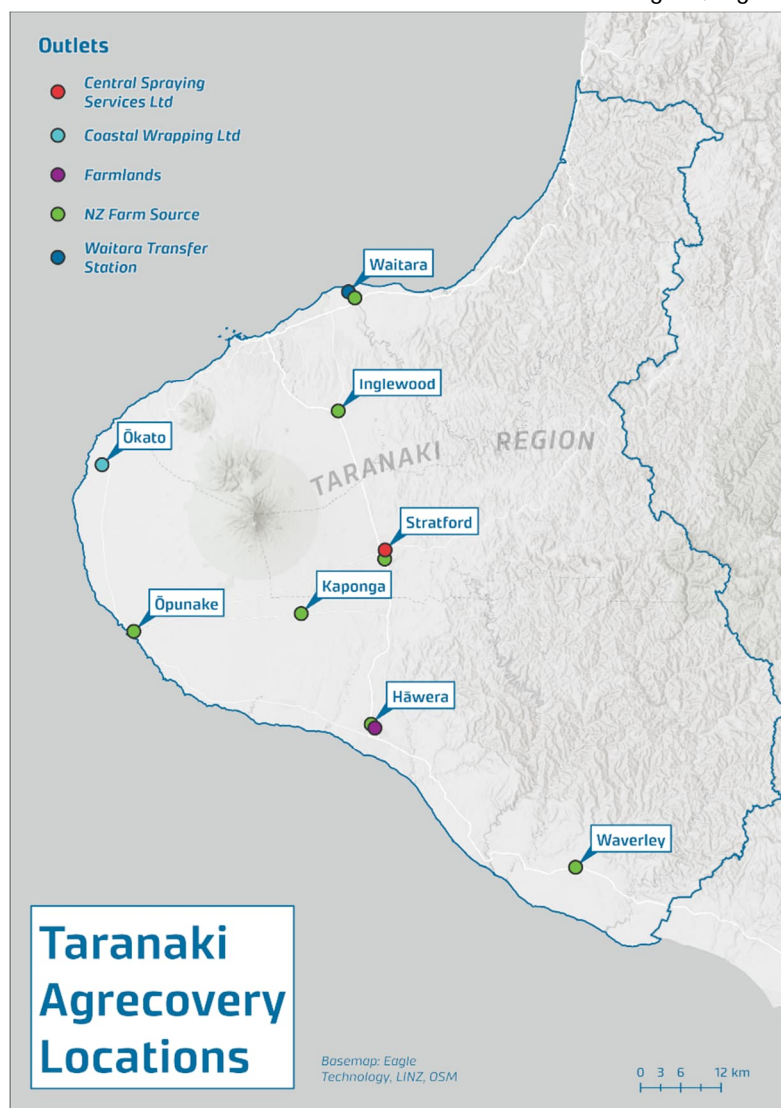 Outlets
Central Spraying
Services Ltd
Coastal Wrapping Ltd
Farmlands
NZ Farm Source
Waitara Transfer
Station
Waitara
Inglewood
Ōkato
TARANAKI REGION
Stratford
Kaponga
Ōpunake
Hāwera
Waverley
Taranaki
Agrecovery
Locations
Basemap: Eagle
Technology, LINZ, OSM
0 3 6 12 km